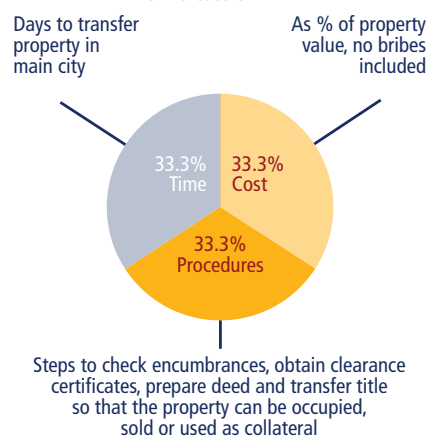 Days to transfer
property in
main city
As % of property
value, no bribes
included
33.3%
Time
33.3%
Cost
33.3%
Procedures
Steps to check encumbrances, obtain clearance
certificates, prepare deed and transfer title
so that the property can be occupied,
sold or used as collateral